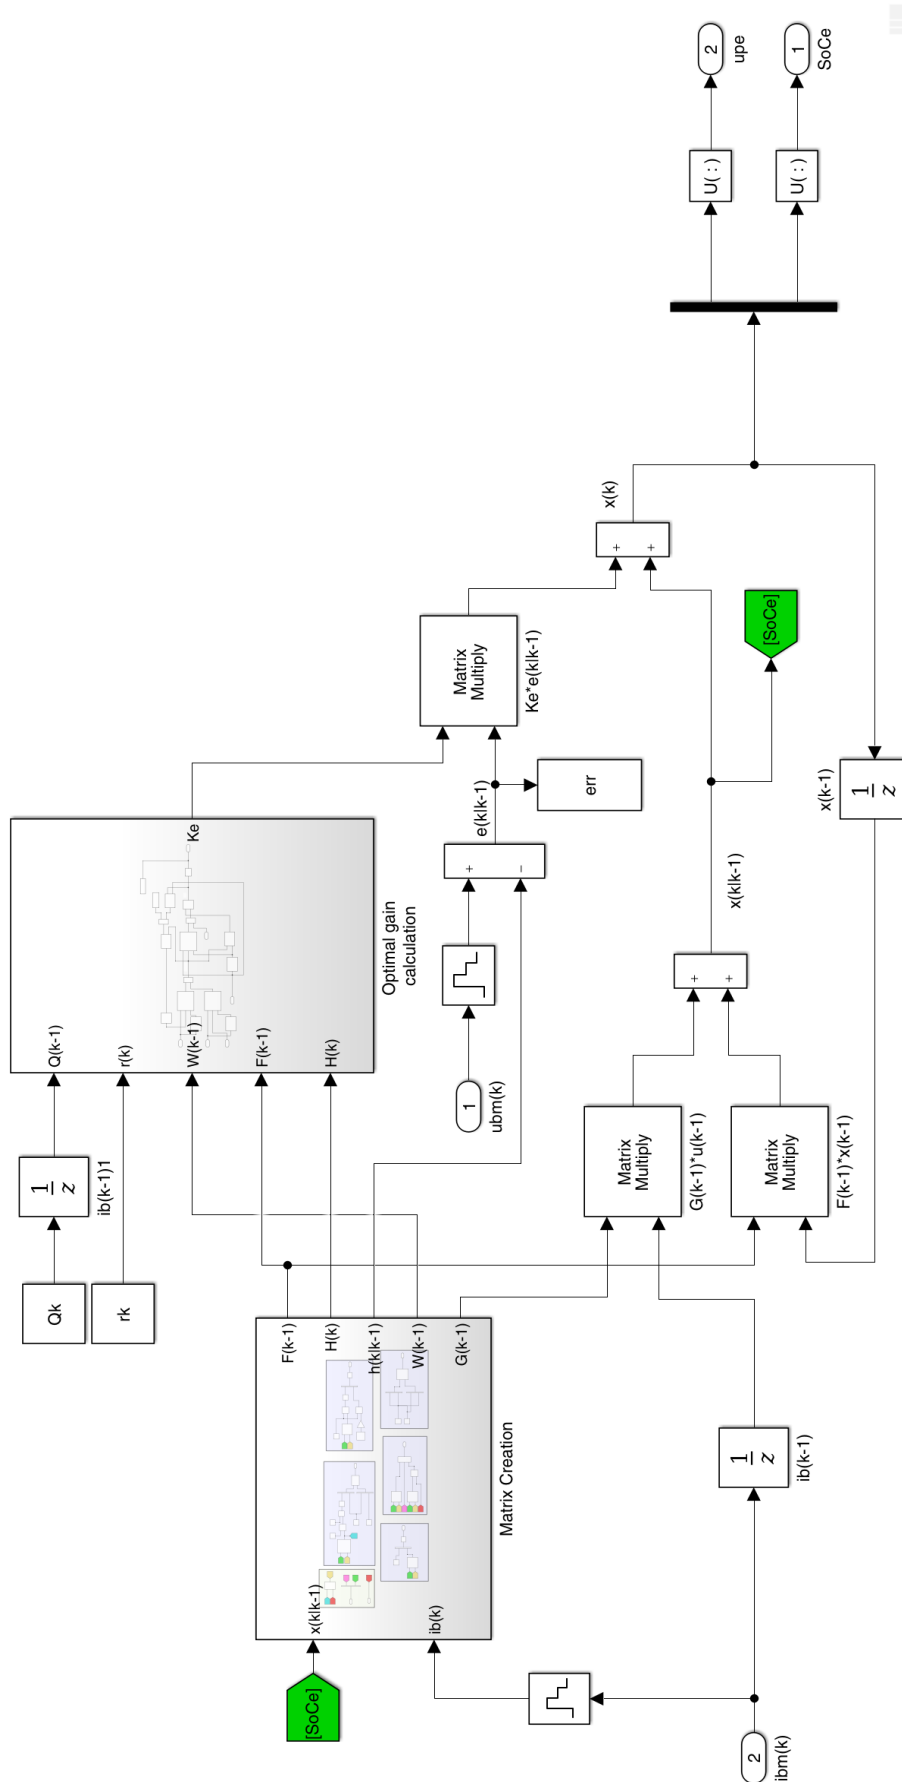 Qk
1
z
ib(k-1)1
rk
Q(k-1)
r(k)
W(k-1)
F(k-1)
H(k)
Ke
Optimal gain
calculation
[SoCe]
x(k|k-1)
ib(k)
F(k-1)
H(k)
h(k|k-1)
W(k-1)
G(k-1)
Matrix Creation
1
ubm(k)
+
−
e(k|k-1)
err
Matrix
Multiply
Ke*e(k|k-1)
Matrix
Multiply
G(k-1)*u(k-1)
Matrix
Multiply
F(k-1)*x(k-1)
+
+
x(k|k-1)
[SoCe]
+
+
x(k)
2
ibm(k)
1
z
ib(k-1)
x(k-1)
1
z
U( : )
2
upe
U( : )
1
SoCe